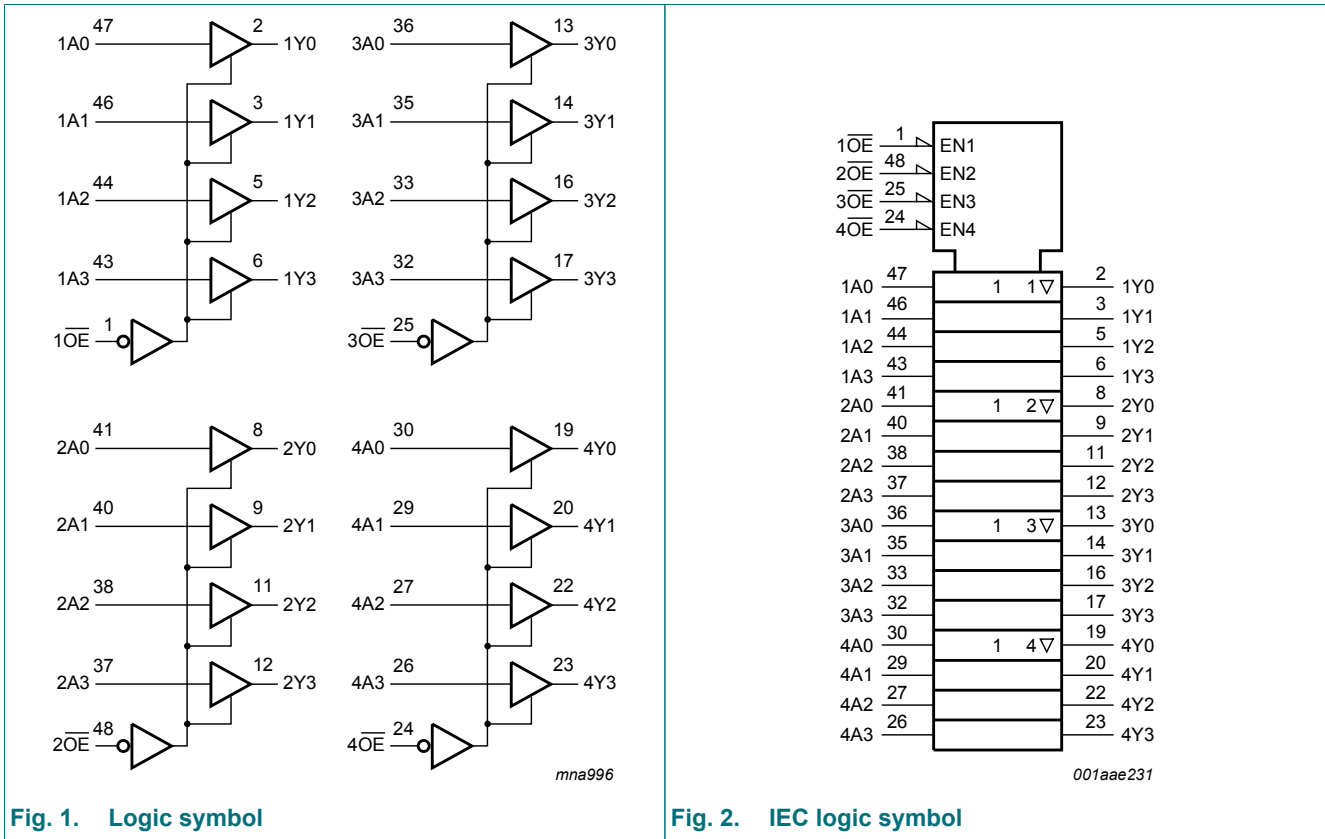 47
2
1A0
1Y0
46
3
1A1
1Y1
44
5
1A2
1Y2
43
6
1A3
1Y3
1
1O̅E̅
36
13
3A0
3Y0
35
14
3A1
3Y1
33
16
3A2
3Y2
32
17
3A3
3Y3
25
3O̅E̅
41
8
2A0
2Y0
40
9
2A1
2Y1
38
11
2A2
2Y2
37
12
2A3
2Y3
48
2O̅E̅
30
19
4A0
4Y0
29
20
4A1
4Y1
27
22
4A2
4Y2
26
23
4A3
4Y3
24
4O̅E̅
mna996
Fig. 1. Logic symbol
1O̅E̅ 1 EN1
2O̅E̅ 48 EN2
3O̅E̅ 25 EN3
4O̅E̅ 24 EN4
1A0 47 1 1▽ 2 1Y0
1A1 46 3 1Y1
1A2 44 5 1Y2
1A3 43 6 1Y3
2A0 41 1 2▽ 8 2Y0
2A1 40 9 2Y1
2A2 38 11 2Y2
2A3 37 12 2Y3
3A0 36 1 3▽ 13 3Y0
3A1 35 14 3Y1
3A2 33 16 3Y2
3A3 32 17 3Y3
4A0 30 1 4▽ 19 4Y0
4A1 29 20 4Y1
4A2 27 22 4Y2
4A3 26 23 4Y3
001aae231
Fig. 2. IEC logic symbol